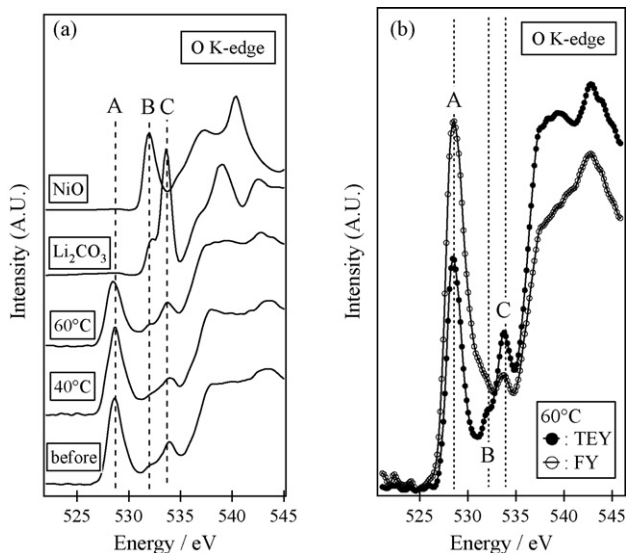 (a)
O K-edge
A B C
NiO
Li₂CO₃
60°C
40°C
before
Intensity (A.U.)
525 530 535 540 545
Energy / eV
(b)
O K-edge
A
C
B
60°C
: TEY
: FY
Intensity (A.U.)
525 530 535 540 545
Energy / eV